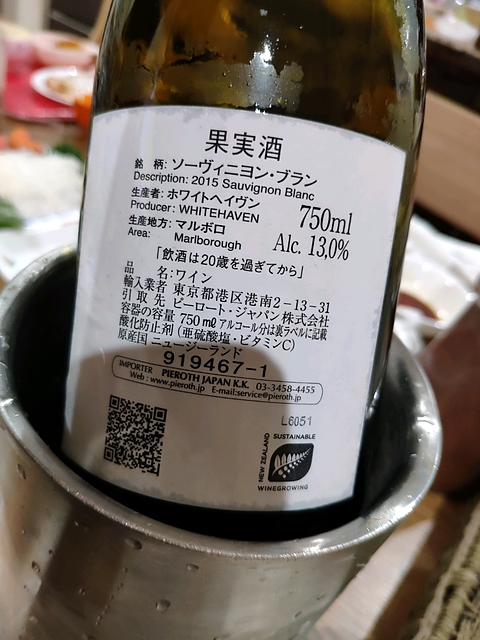 果実酒
銘　柄: ソーヴィニヨン・ブラン
Description: 2015 Sauvignon Blanc
生産者: ホワイトヘイヴン
Producer: WHITEHAVEN
750ml
生産地方: マルボロ
Area: Marlborough
Alc. 13,0%
「飲酒は20歳を過ぎてから」
品　　名: ワイン
輸入業者 東京都港区港南2-13-31
引 取 先 ピーロート・ジャパン株式会社
容器の容量 750㎖ アルコール分は裏ラベルに記載
酸化防止剤 (亜硫酸塩・ビタミンC)
原産国 ニュージーランド
919467-1
IMPORTER PIEROTH JAPAN K.K. 03-3458-4455
Web : www.pieroth.jp E-mail:service@pieroth.jp
L6051
SUSTAINABLE
NEW ZEALAND
WINEGROWING